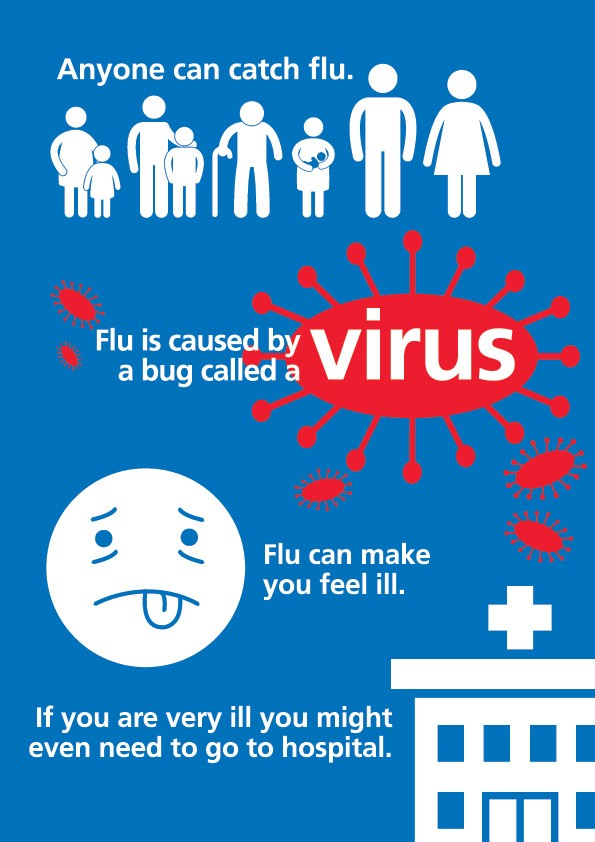 Anyone can catch flu.
Flu is caused by
a bug called a virus
Flu can make
you feel ill.
If you are very ill you might
even need to go to hospital.